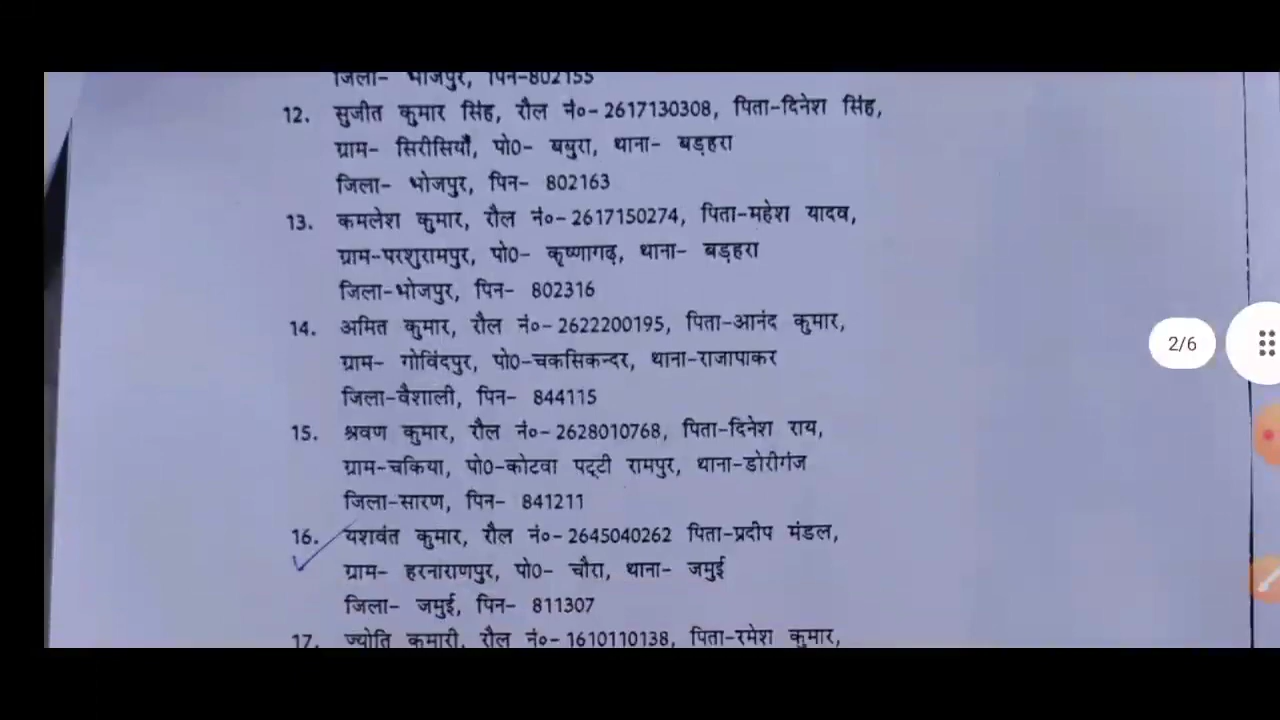 जिला- भोजपुर, पिन-802155
12. सुजीत कुमार सिंह, रौल नं०- 2617130308, पिता-दिनेश सिंह,
ग्राम- सिरीसियाँ, पो0- बबुरा, थाना- बड़हरा
जिला- भोजपुर, पिन- 802163
13. कमलेश कुमार, रौल नं०- 2617150274, पिता-महेश यादव,
ग्राम-परशुरामपुर, पो0- कृष्णागढ़, थाना- बड़हरा
जिला-भोजपुर, पिन- 802316
14. अमित कुमार, रौल नं०- 2622200195, पिता-आनंद कुमार,
ग्राम- गोविंदपुर, पो0-चकसिकन्दर, थाना-राजापाकर
2/6
जिला-वैशाली, पिन- 844115
15. श्रवण कुमार, रौल नं०- 2628010768, पिता-दिनेश राय,
ग्राम-चकिया, पो0-कोटवा पट्टी रामपुर, थाना-डोरीगंज
जिला-सारण, पिन- 841211
16. यशवंत कुमार, रौल नं०- 2645040262 पिता-प्रदीप मंडल,
ग्राम- हरनाराणपुर, पो0- चौरा, थाना- जमुई
जिला- जमुई, पिन- 811307
17. ज्योति कुमारी, रौल नं०- 1610110138, पिता-रमेश कुमार,